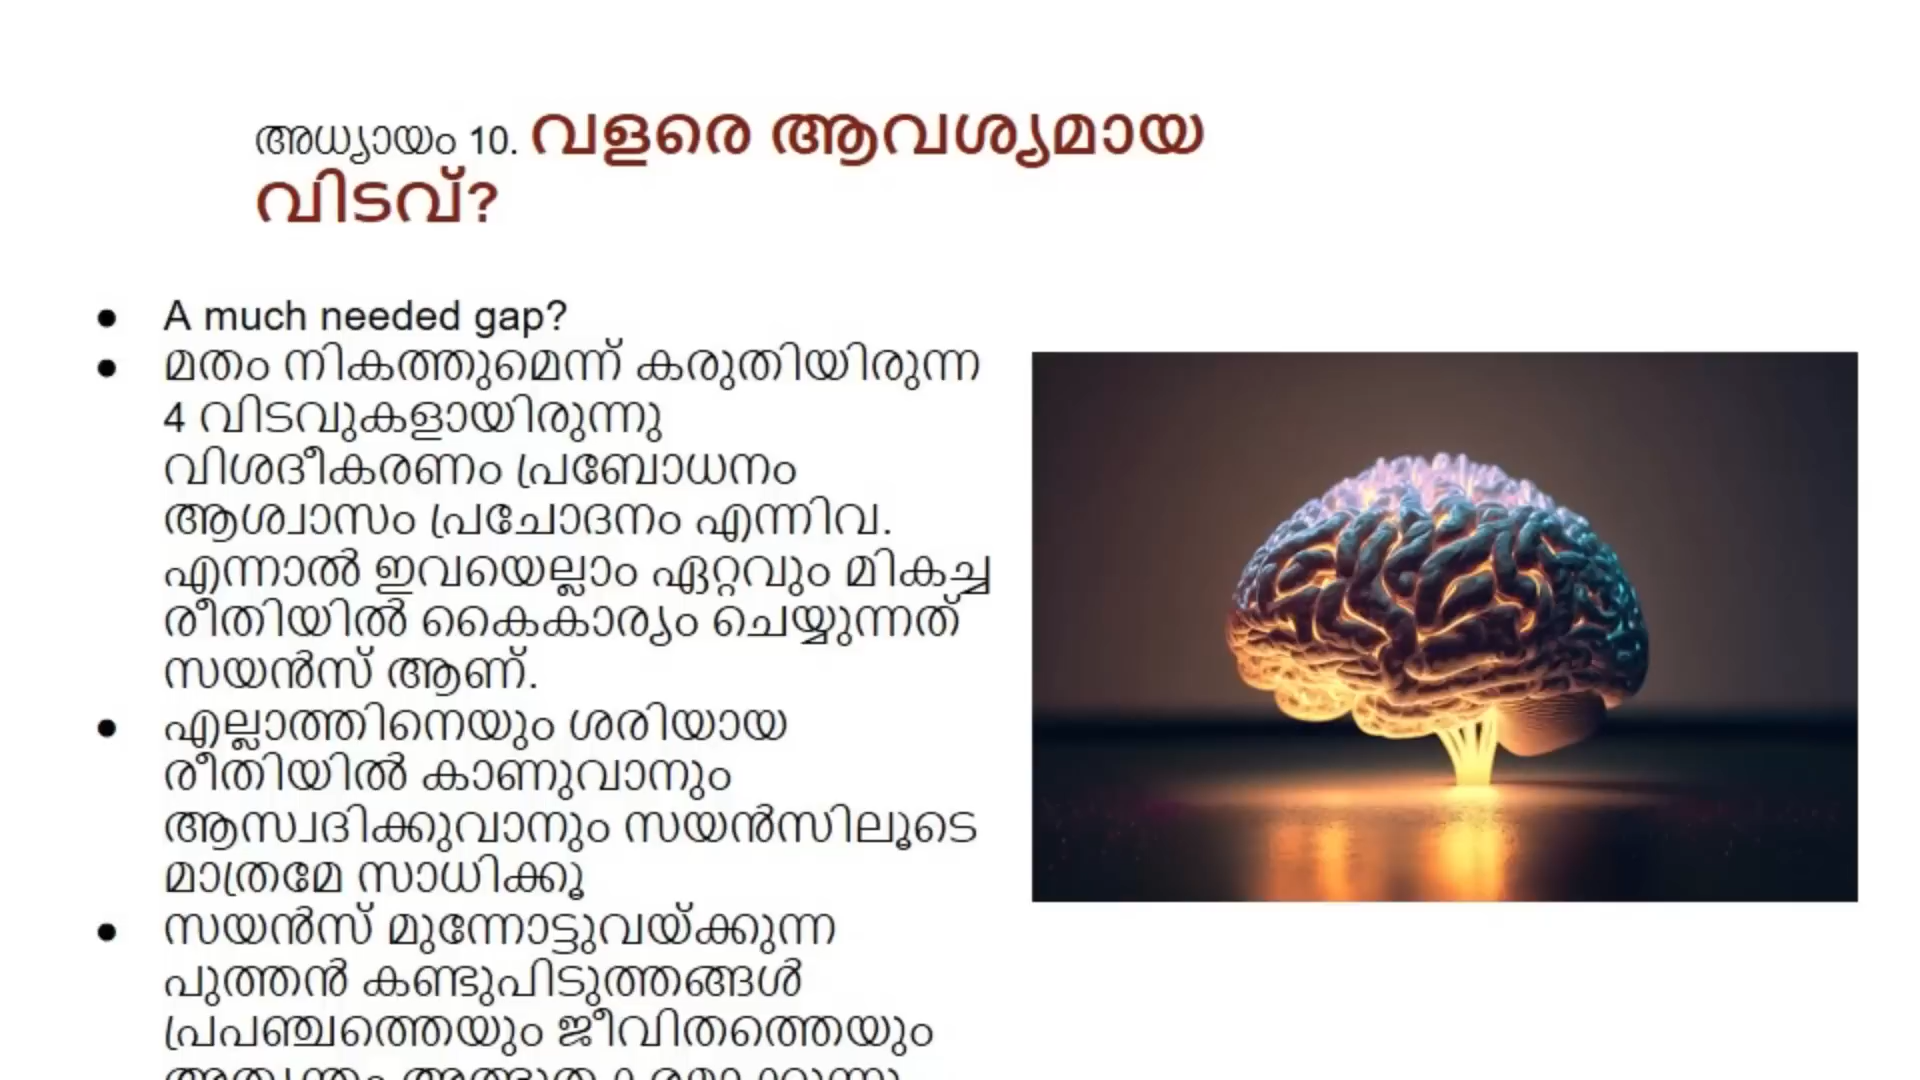 അധ്യായം 10. വളരെ ആവശ്യമായ
വിടവ്?
● A much needed gap?
● മതം നികത്തുമെന്ന് കരുതിയിരുന്ന
4 വിടവുകളായിരുന്നു
വിശദീകരണം പ്രബോധനം
ആശ്വാസം പ്രചോദനം എന്നിവ.
എന്നാൽ ഇവയെല്ലാം ഏറ്റവും മികച്ച
രീതിയിൽ കൈകാര്യം ചെയ്യുന്നത്
സയൻസ് ആണ്.
● എല്ലാത്തിനെയും ശരിയായ
രീതിയിൽ കാണുവാനും
ആസ്വദിക്കുവാനും സയൻസിലൂടെ
മാത്രമേ സാധിക്കൂ
● സയൻസ് മുന്നോട്ടുവയ്ക്കുന്ന
പുത്തൻ കണ്ടുപിടുത്തങ്ങൾ
പ്രപഞ്ചത്തെയും ജീവിതത്തെയും